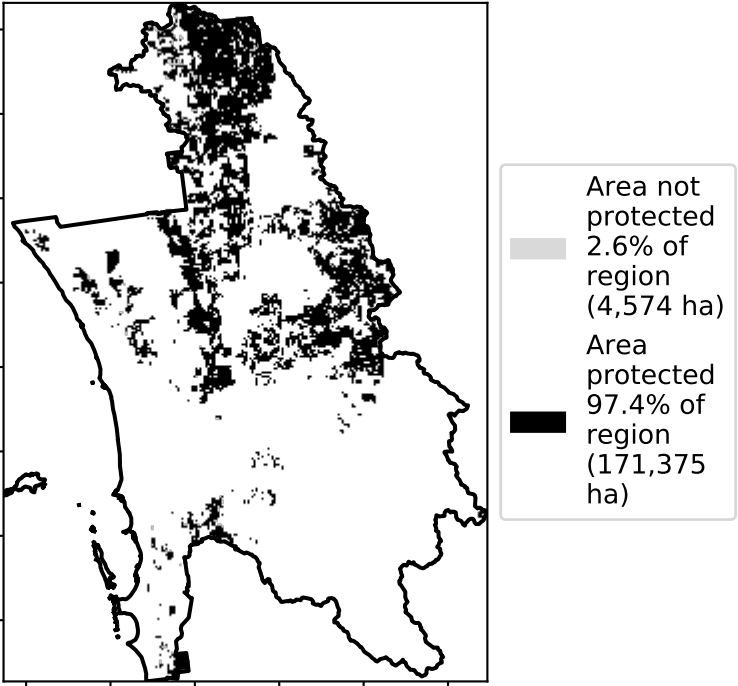 Area not
protected
2.6% of
region
(4,574 ha)
Area
protected
97.4% of
region
(171,375
ha)